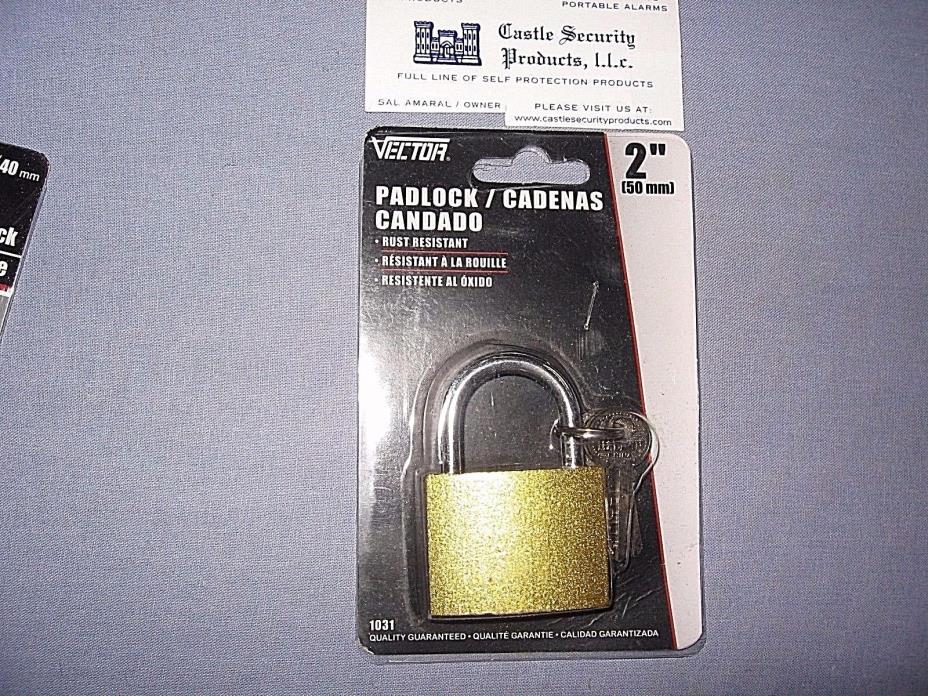 PRODUCTS
PORTABLE ALARMS
Castle Security
Products, l.l.c.
FULL LINE OF SELF PROTECTION PRODUCTS
SAL AMARAL / OWNER
PLEASE VISIT US AT:
www.castlesecurityproducts.com
40 mm
ck
e
VECTOR®
2"
(50 mm)
PADLOCK / CADENAS
CANDADO
• RUST RESISTANT
• RÉSISTANT À LA ROUILLE
• RESISTENTE AL ÓXIDO
1031
QUALITY GUARANTEED • QUALITÉ GARANTIE • CALIDAD GARANTIZADA